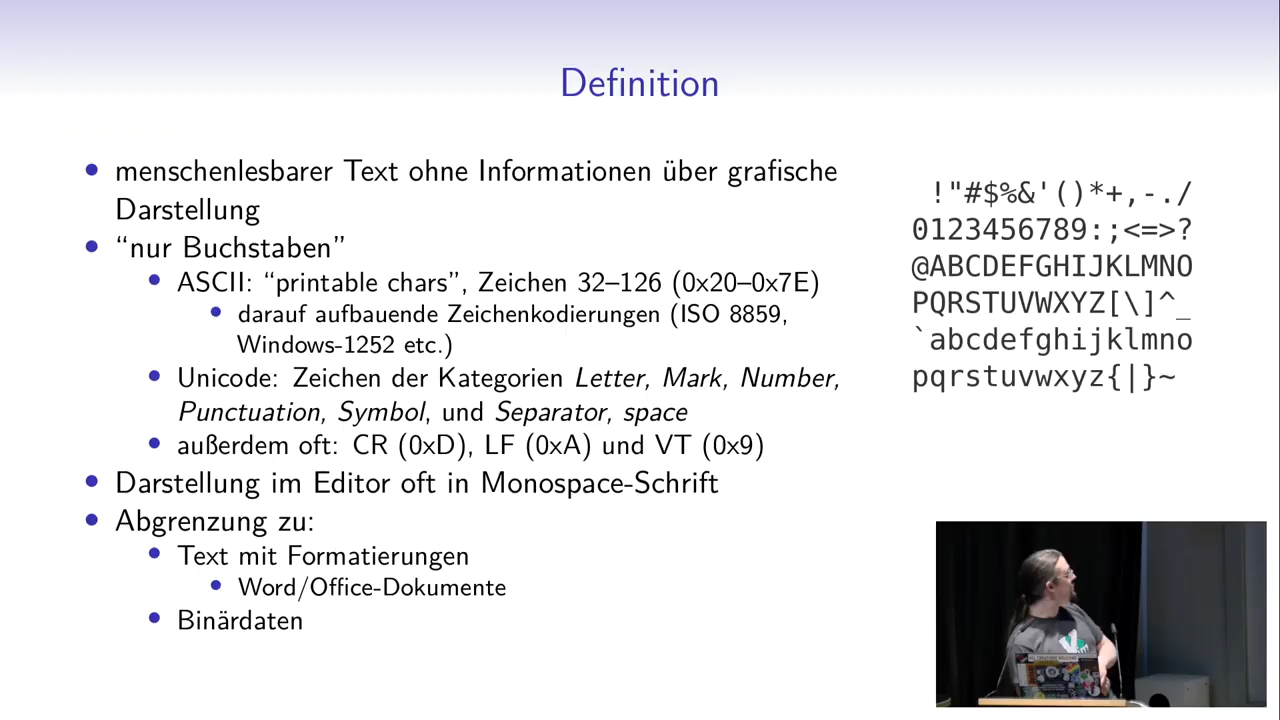 Definition
menschenlesbarer Text ohne Informationen über grafische
Darstellung
“nur Buchstaben”
ASCII: “printable chars”, Zeichen 32–126 (0x20–0x7E)
darauf aufbauende Zeichenkodierungen (ISO 8859,
Windows-1252 etc.)
Unicode: Zeichen der Kategorien Letter, Mark, Number,
Punctuation, Symbol, und Separator, space
außerdem oft: CR (0xD), LF (0xA) und VT (0x9)
Darstellung im Editor oft in Monospace-Schrift
Abgrenzung zu:
Text mit Formatierungen
Word/Office-Dokumente
Binärdaten
!"#$%&'()*+,-./
0123456789:;<=>?
@ABCDEFGHIJKLMNO
PQRSTUVWXYZ[\]^_
`abcdefghijklmno
pqrstuvwxyz{|}~